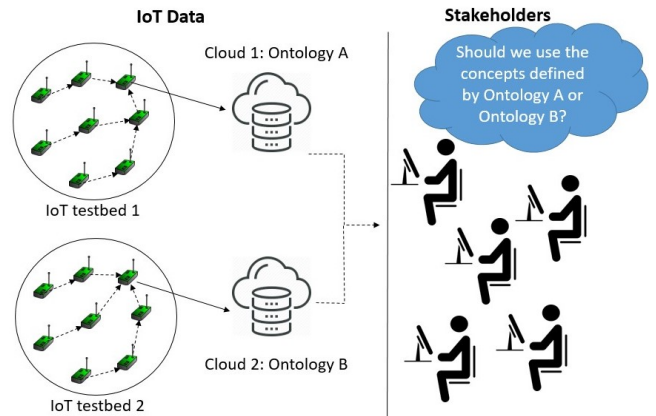 IoT Data
Stakeholders
Cloud 1: Ontology A
Should we use the
concepts defined
by Ontology A or
Ontology B?
IoT testbed 1
Cloud 2: Ontology B
IoT testbed 2